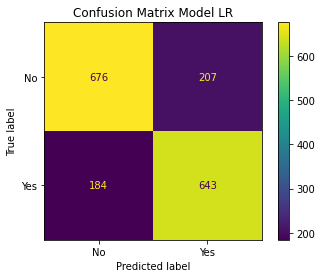 Confusion Matrix Model LR
No
676
207
Yes
184
643
No
Yes
True label
Predicted label
600
500
400
300
200